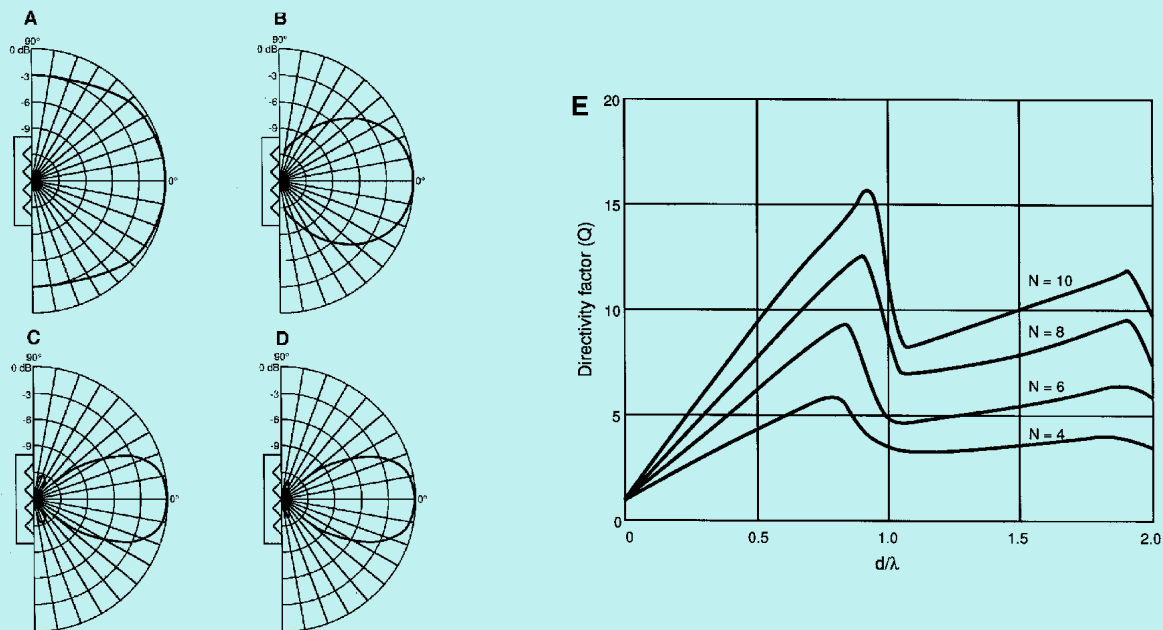 A
90°
0 dB
-3
-6
-9
0°
B
90°
0 dB
-3
-6
-9
0°
C
90°
0 dB
-3
-6
-9
0°
D
90°
0 dB
-3
-6
-9
0°
E
Directivity factor (Q)
20
15
10
5
0
N = 10
N = 8
N = 6
N = 4
0 0.5 1.0 1.5 2.0
d/λ